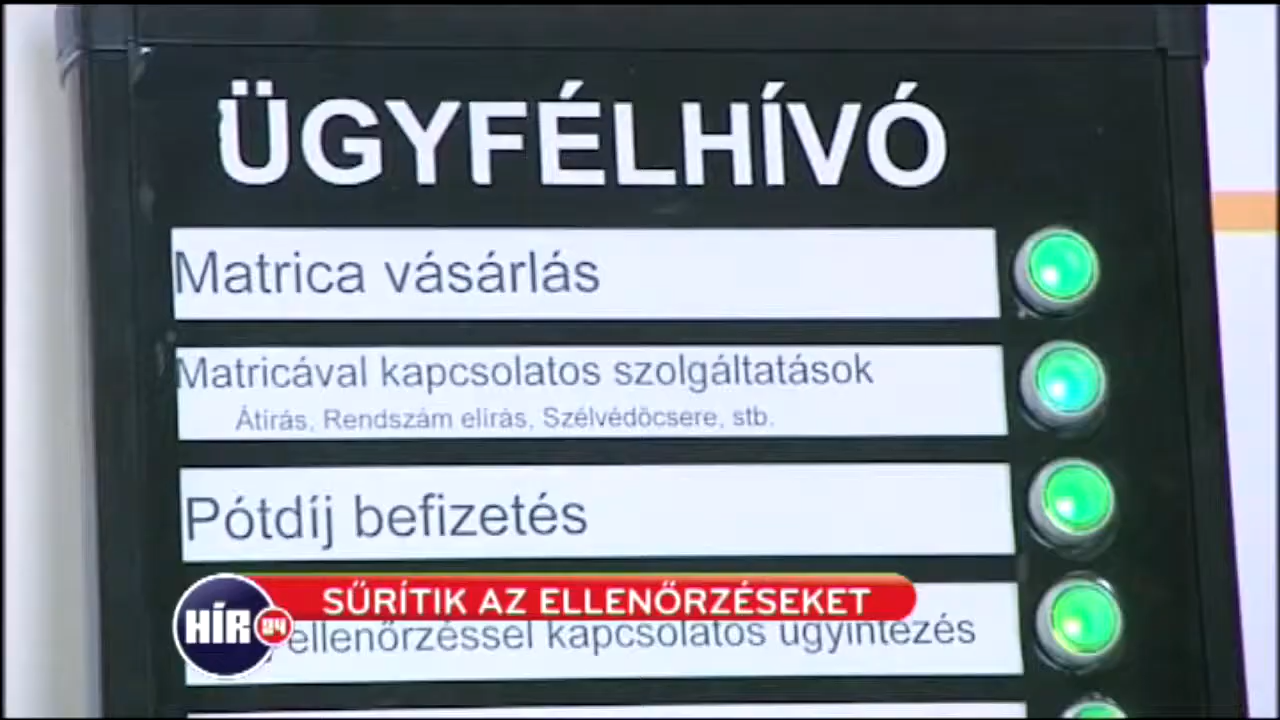 ÜGYFÉLHÍVÓ
Matrica vásárlás
Matricával kapcsolatos szolgáltatások
Átírás, Rendszám elírás, Szélvédöcsere, stb.
Pótdíj befizetés
HÍR 24 SŰRÍTIK AZ ELLENŐRZÉSEKET
ellenőrzéssel kapcsolatos ügyintézés